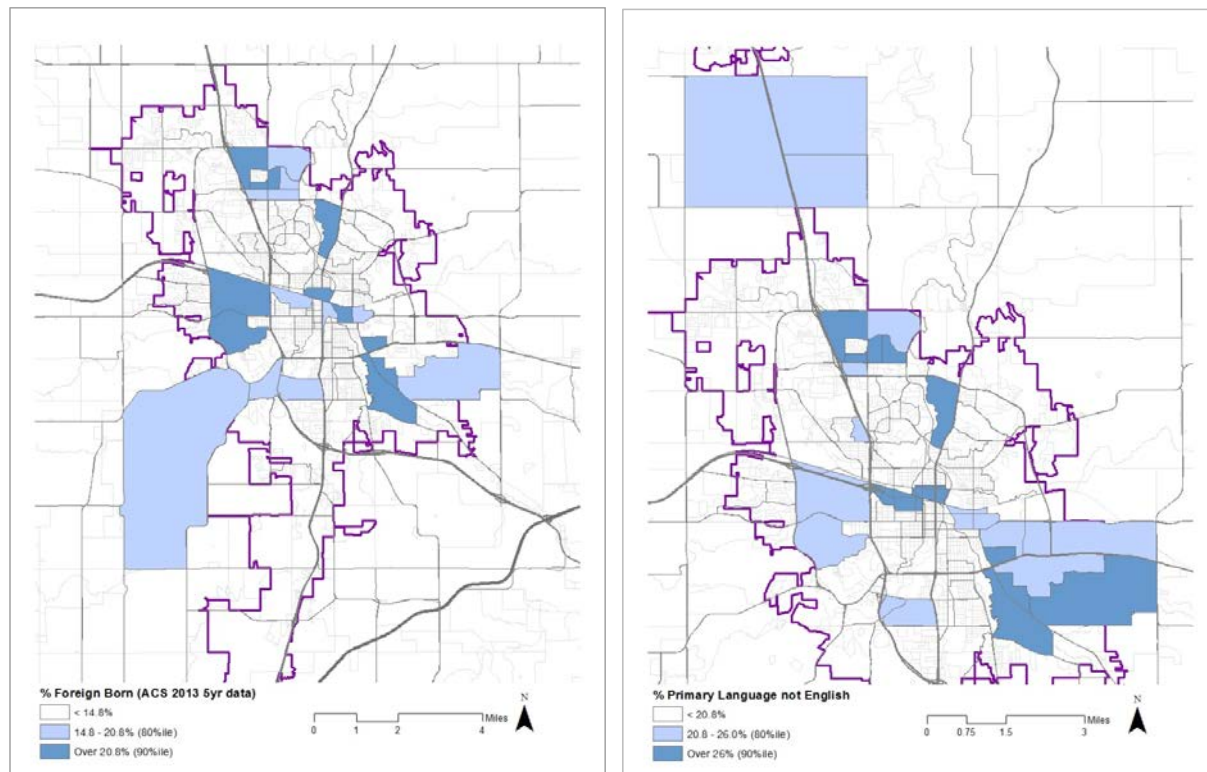 % Foreign Born (ACS 2013 5yr data)
< 14.8%
14.8 - 20.8% (80%ile)
Over 20.8% (90%ile)
Miles
0 1 2 4
N
% Primary Language not English
< 20.8%
20.8 - 26.0% (80%ile)
Over 26% (90%ile)
Miles
0 0.75 1.5 3
N